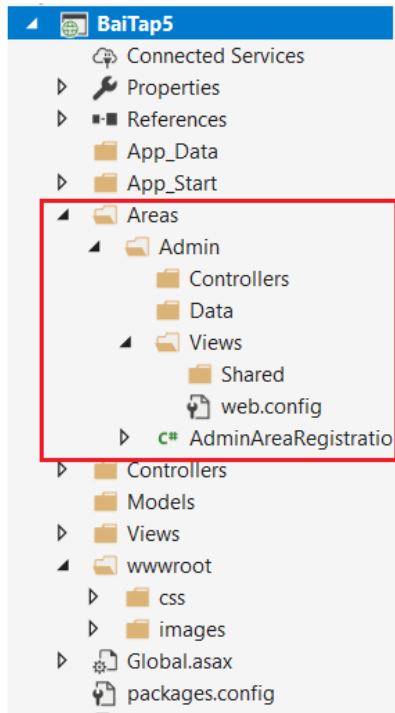 BaiTap5
Connected Services
Properties
References
App_Data
App_Start
Areas
Admin
Controllers
Data
Views
Shared
web.config
C# AdminAreaRegistratio
Controllers
Models
Views
wwwroot
css
images
Global.asax
packages.config